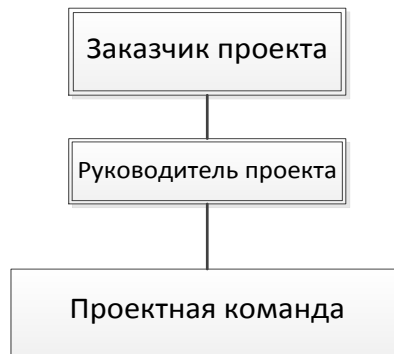 Заказчик проекта
Руководитель проекта
Проектная команда